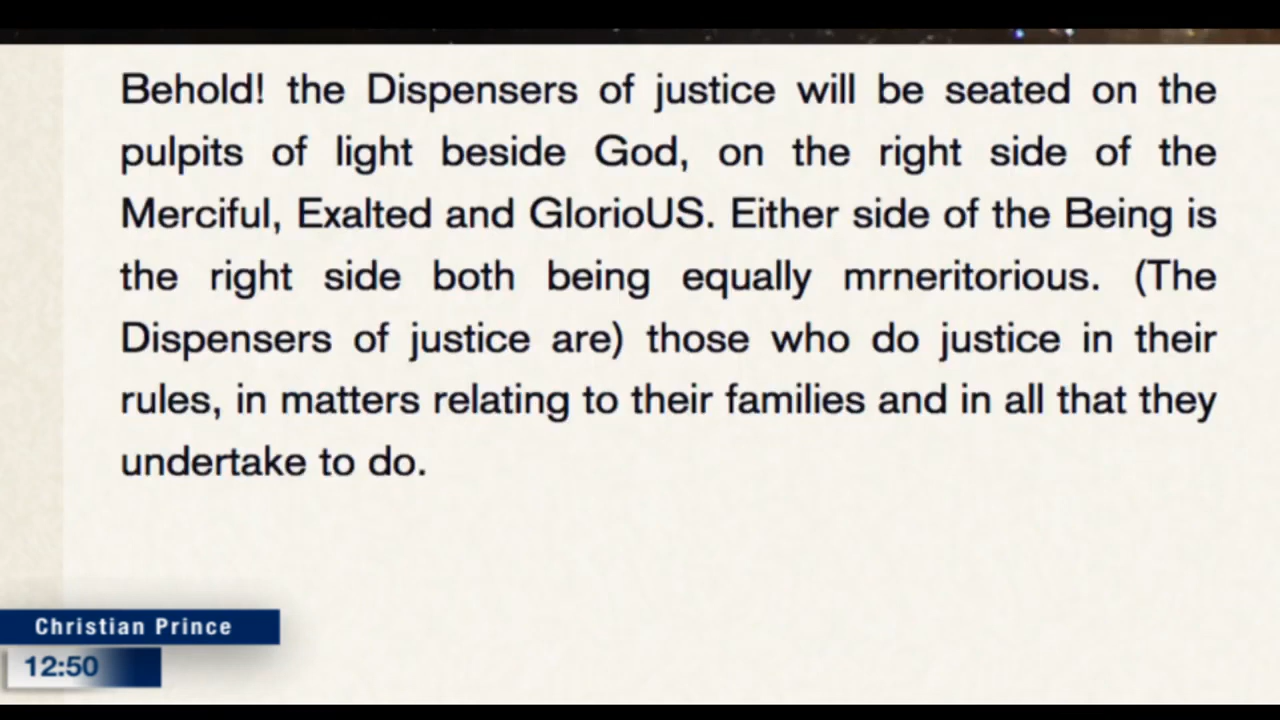 Behold! the Dispensers of justice will be seated on the
pulpits of light beside God, on the right side of the
Merciful, Exalted and GlorioUS. Either side of the Being is
the right side both being equally mrneritorious. (The
Dispensers of justice are) those who do justice in their
rules, in matters relating to their families and in all that they
undertake to do.
Christian Prince
12:50